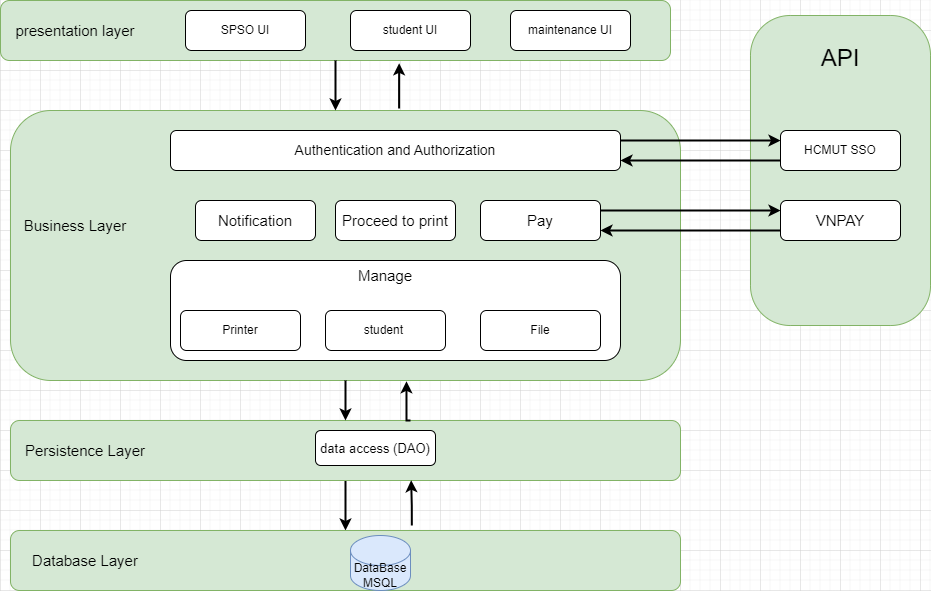 presentation layer
SPSO UI
student UI
maintenance UI
API
Authentication and Authorization
HCMUT SSO
Business Layer
Notification
Proceed to print
Pay
VNPAY
Manage
Printer
student
File
Persistence Layer
data access (DAO)
Database Layer
DataBase
MSQL